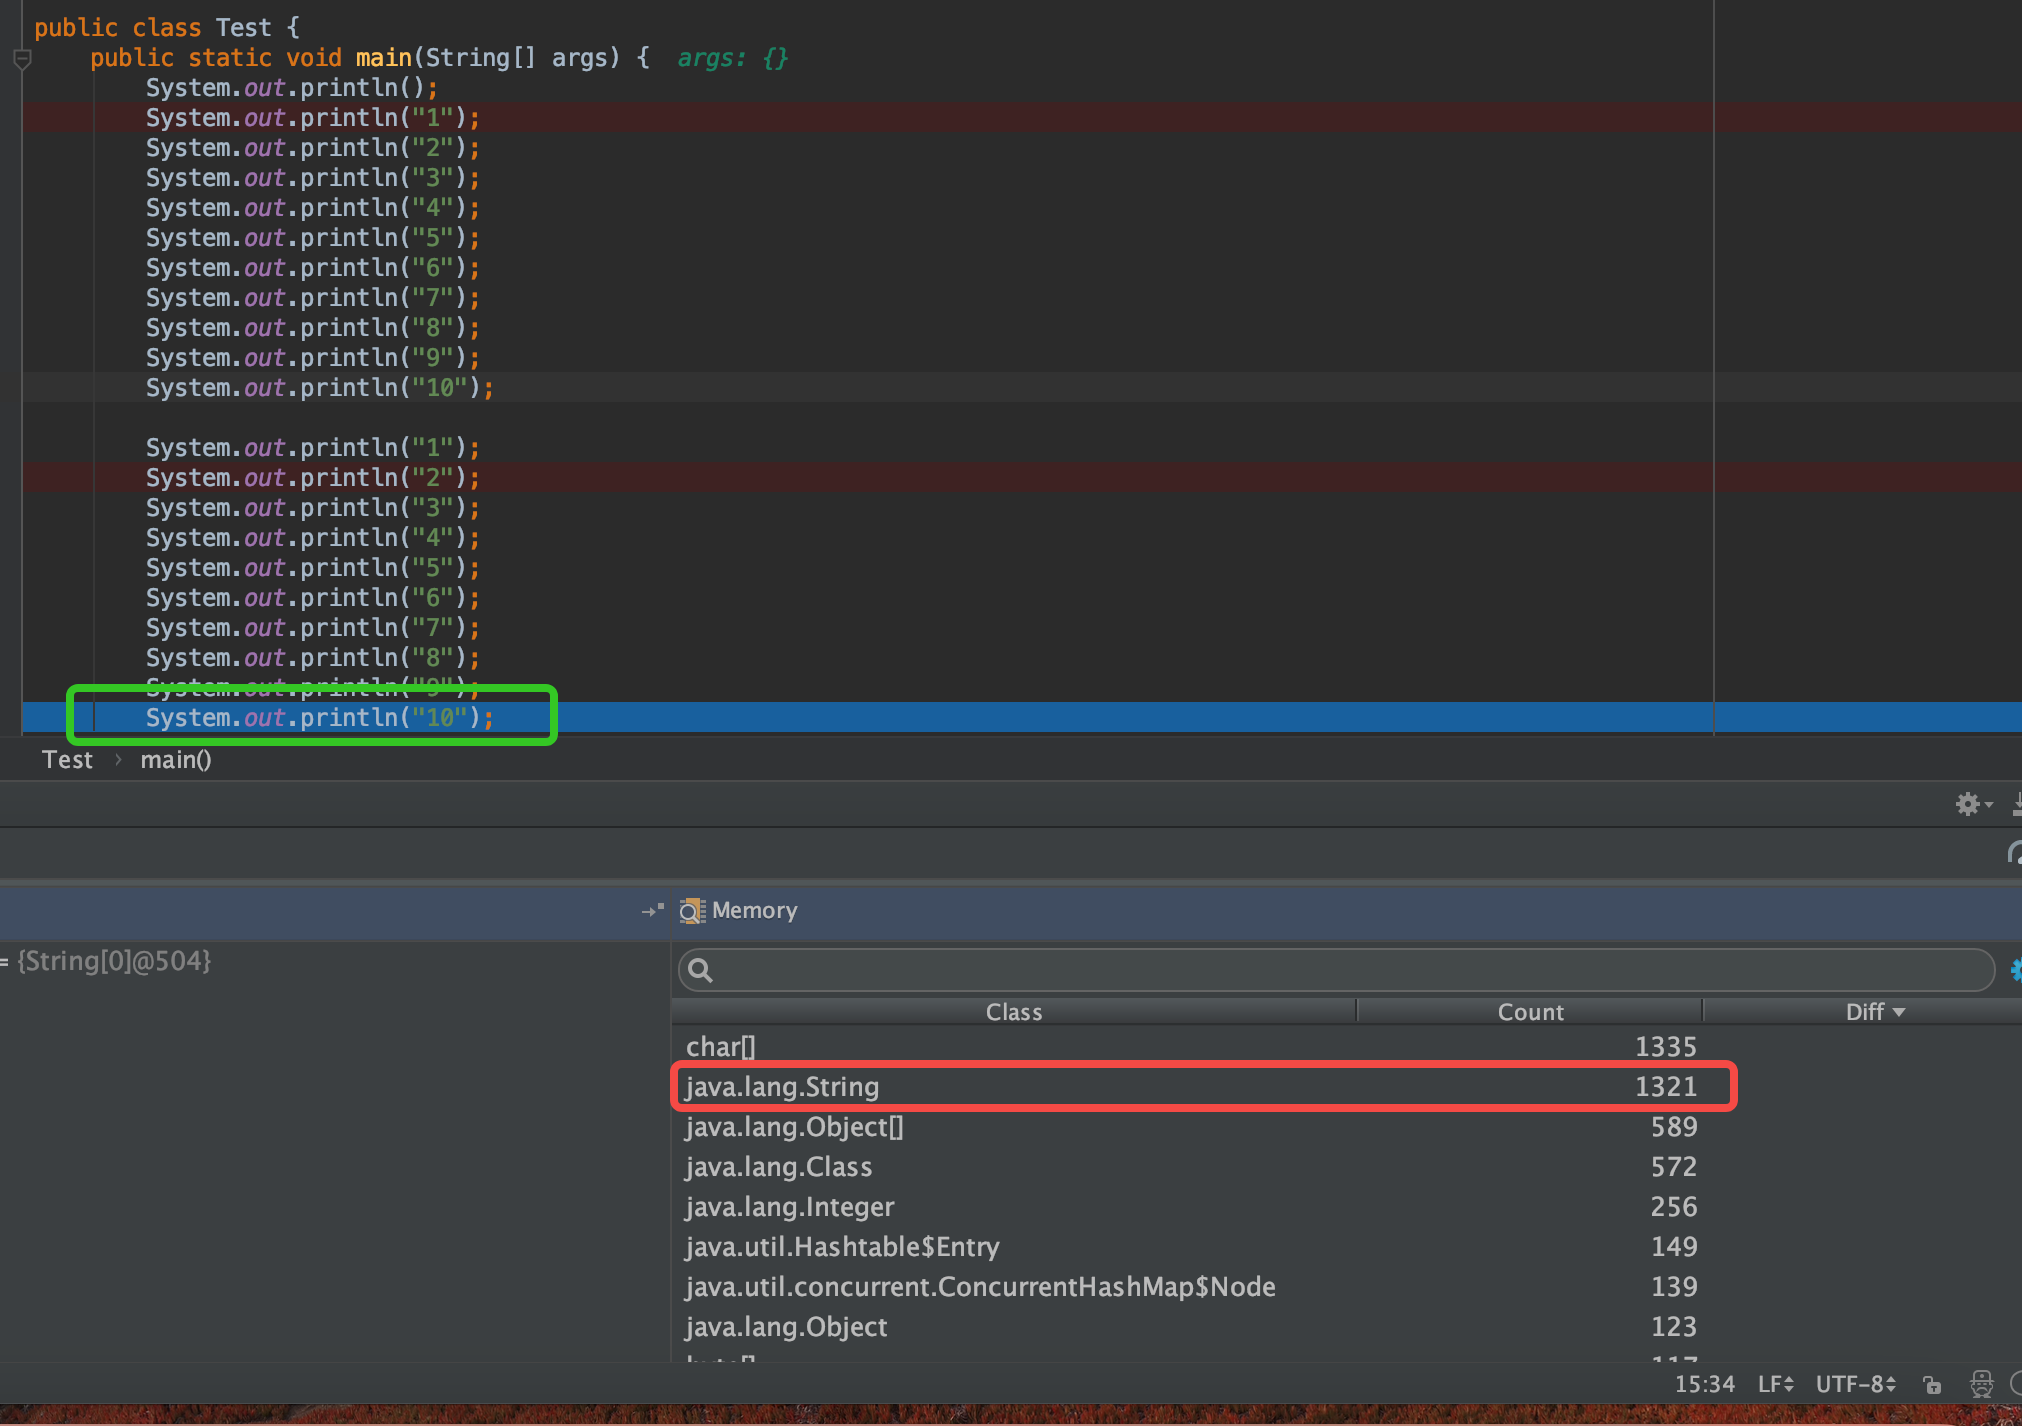 public class Test {
public static void main(String[] args) {  args: {}
System.out.println();
System.out.println("1");
System.out.println("2");
System.out.println("3");
System.out.println("4");
System.out.println("5");
System.out.println("6");
System.out.println("7");
System.out.println("8");
System.out.println("9");
System.out.println("10");
System.out.println("1");
System.out.println("2");
System.out.println("3");
System.out.println("4");
System.out.println("5");
System.out.println("6");
System.out.println("7");
System.out.println("8");
System.out.println("9");
System.out.println("10");
Test › main()
Memory
= {String[0]@504}
Class Count Diff
char[] 1335
java.lang.String 1321
java.lang.Object[] 589
java.lang.Class 572
java.lang.Integer 256
java.util.Hashtable$Entry 149
java.util.concurrent.ConcurrentHashMap$Node 139
java.lang.Object 123
15:34 LF UTF-8